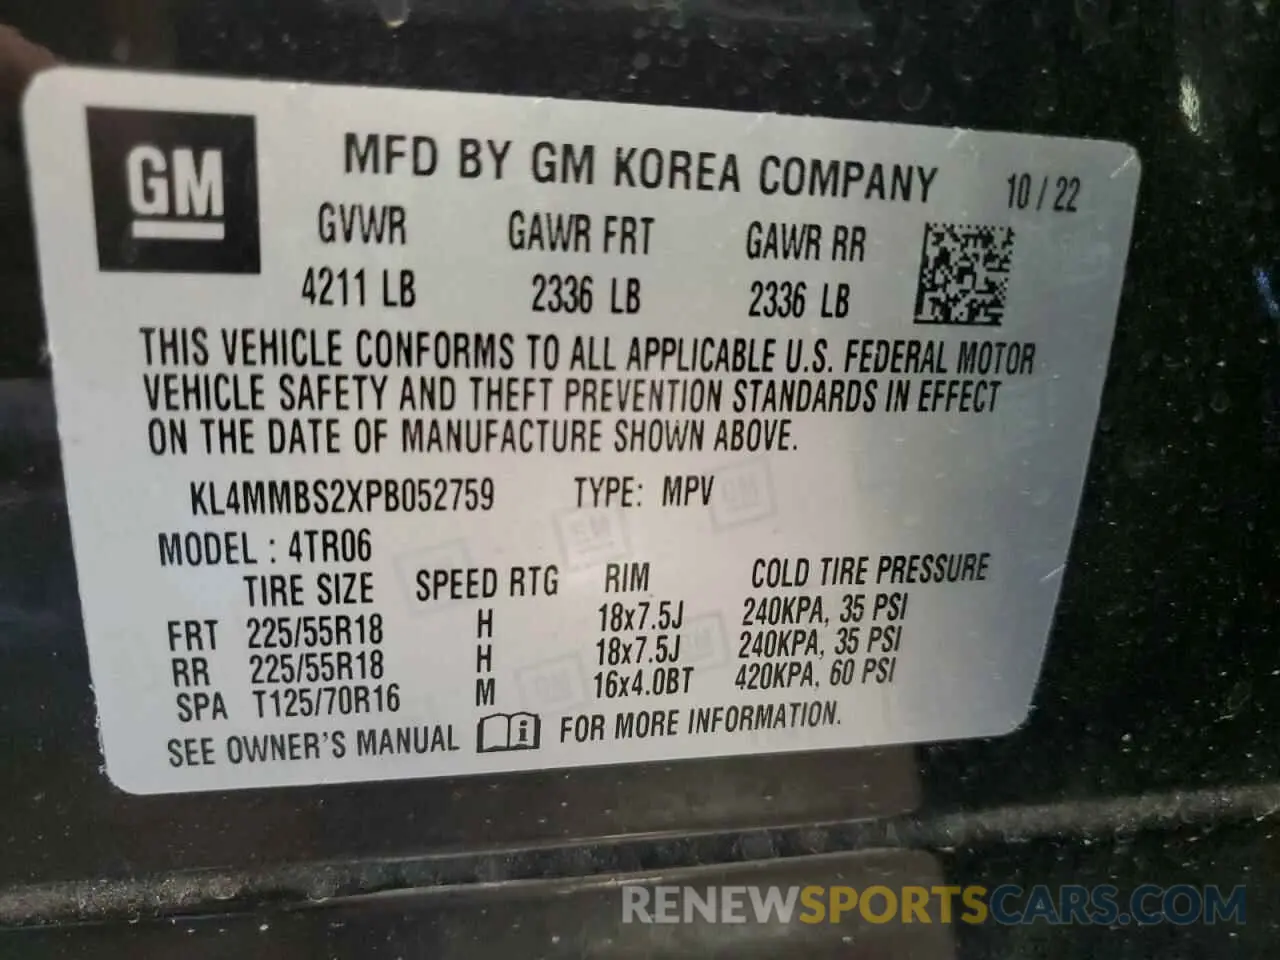 GM
MFD BY GM KOREA COMPANY 10 / 22
GVWR GAWR FRT GAWR RR
4211 LB 2336 LB 2336 LB
THIS VEHICLE CONFORMS TO ALL APPLICABLE U.S. FEDERAL MOTOR
VEHICLE SAFETY AND THEFT PREVENTION STANDARDS IN EFFECT
ON THE DATE OF MANUFACTURE SHOWN ABOVE.
KL4MMBS2XPB052759 TYPE: MPV
MODEL : 4TR06
TIRE SIZE SPEED RTG RIM COLD TIRE PRESSURE
FRT 225/55R18 H 18x7.5J 240KPA, 35 PSI
RR 225/55R18 H 18x7.5J 240KPA, 35 PSI
SPA T125/70R16 M 16x4.0BT 420KPA, 60 PSI
SEE OWNER'S MANUAL i FOR MORE INFORMATION.
RENEWSPORTSCARS.COM